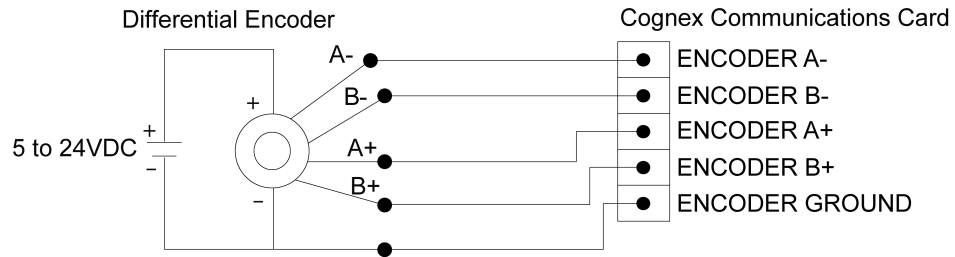 Differential Encoder
Cognex Communications Card
A-
ENCODER A-
B-
ENCODER B-
+
+
5 to 24VDC
A+
ENCODER A+
-
B+
ENCODER B+
-
ENCODER GROUND